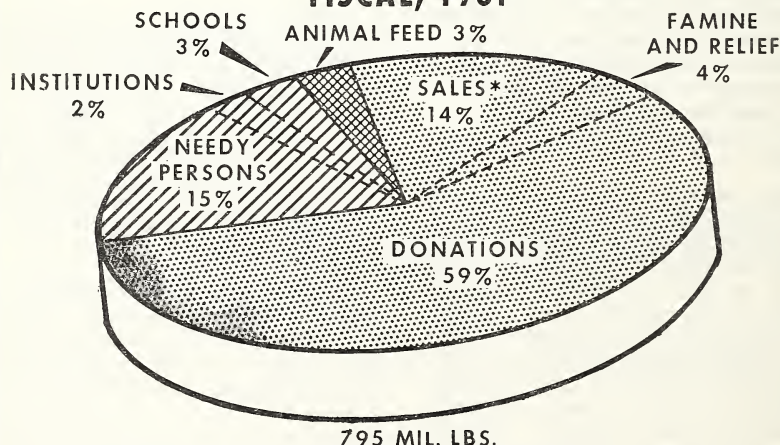 SCHOOLS
3%
ANIMAL FEED 3%
FAMINE
AND RELIEF
4%
INSTITUTIONS
2%
SALES*
14%
NEEDY
PERSONS
15%
DONATIONS
59%
795 MIL. LBS.